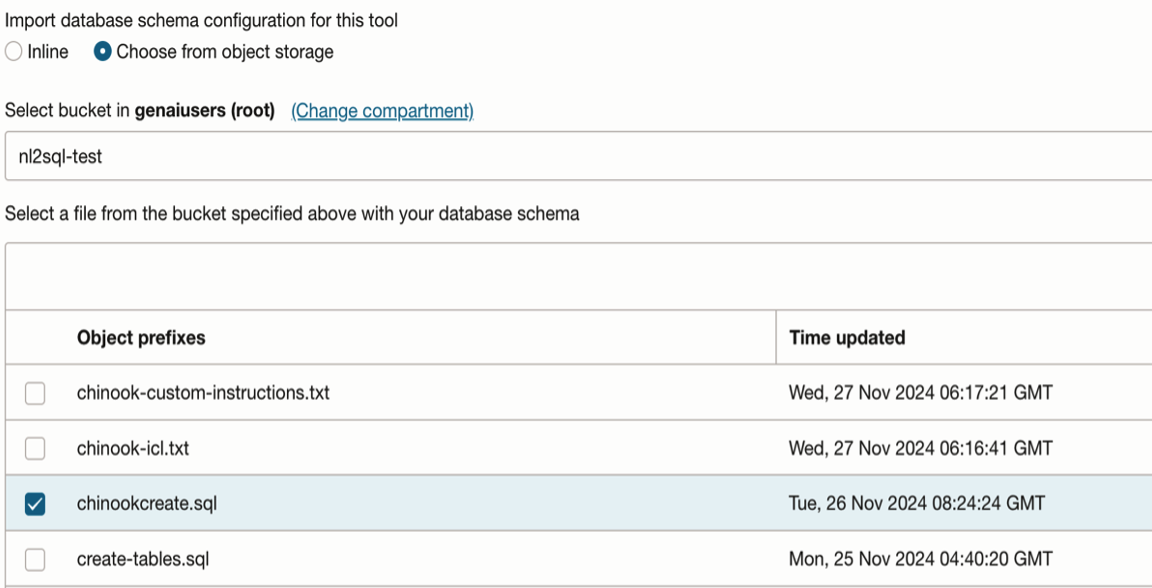 Import database schema configuration for this tool
Inline Choose from object storage
Select bucket in genaiusers (root) (Change compartment)
nl2sql-test
Select a file from the bucket specified above with your database schema
Object prefixes Time updated
chinook-custom-instructions.txt Wed, 27 Nov 2024 06:17:21 GMT
chinook-icl.txt Wed, 27 Nov 2024 06:16:41 GMT
chinookcreate.sql Tue, 26 Nov 2024 08:24:24 GMT
create-tables.sql Mon, 25 Nov 2024 04:40:20 GMT